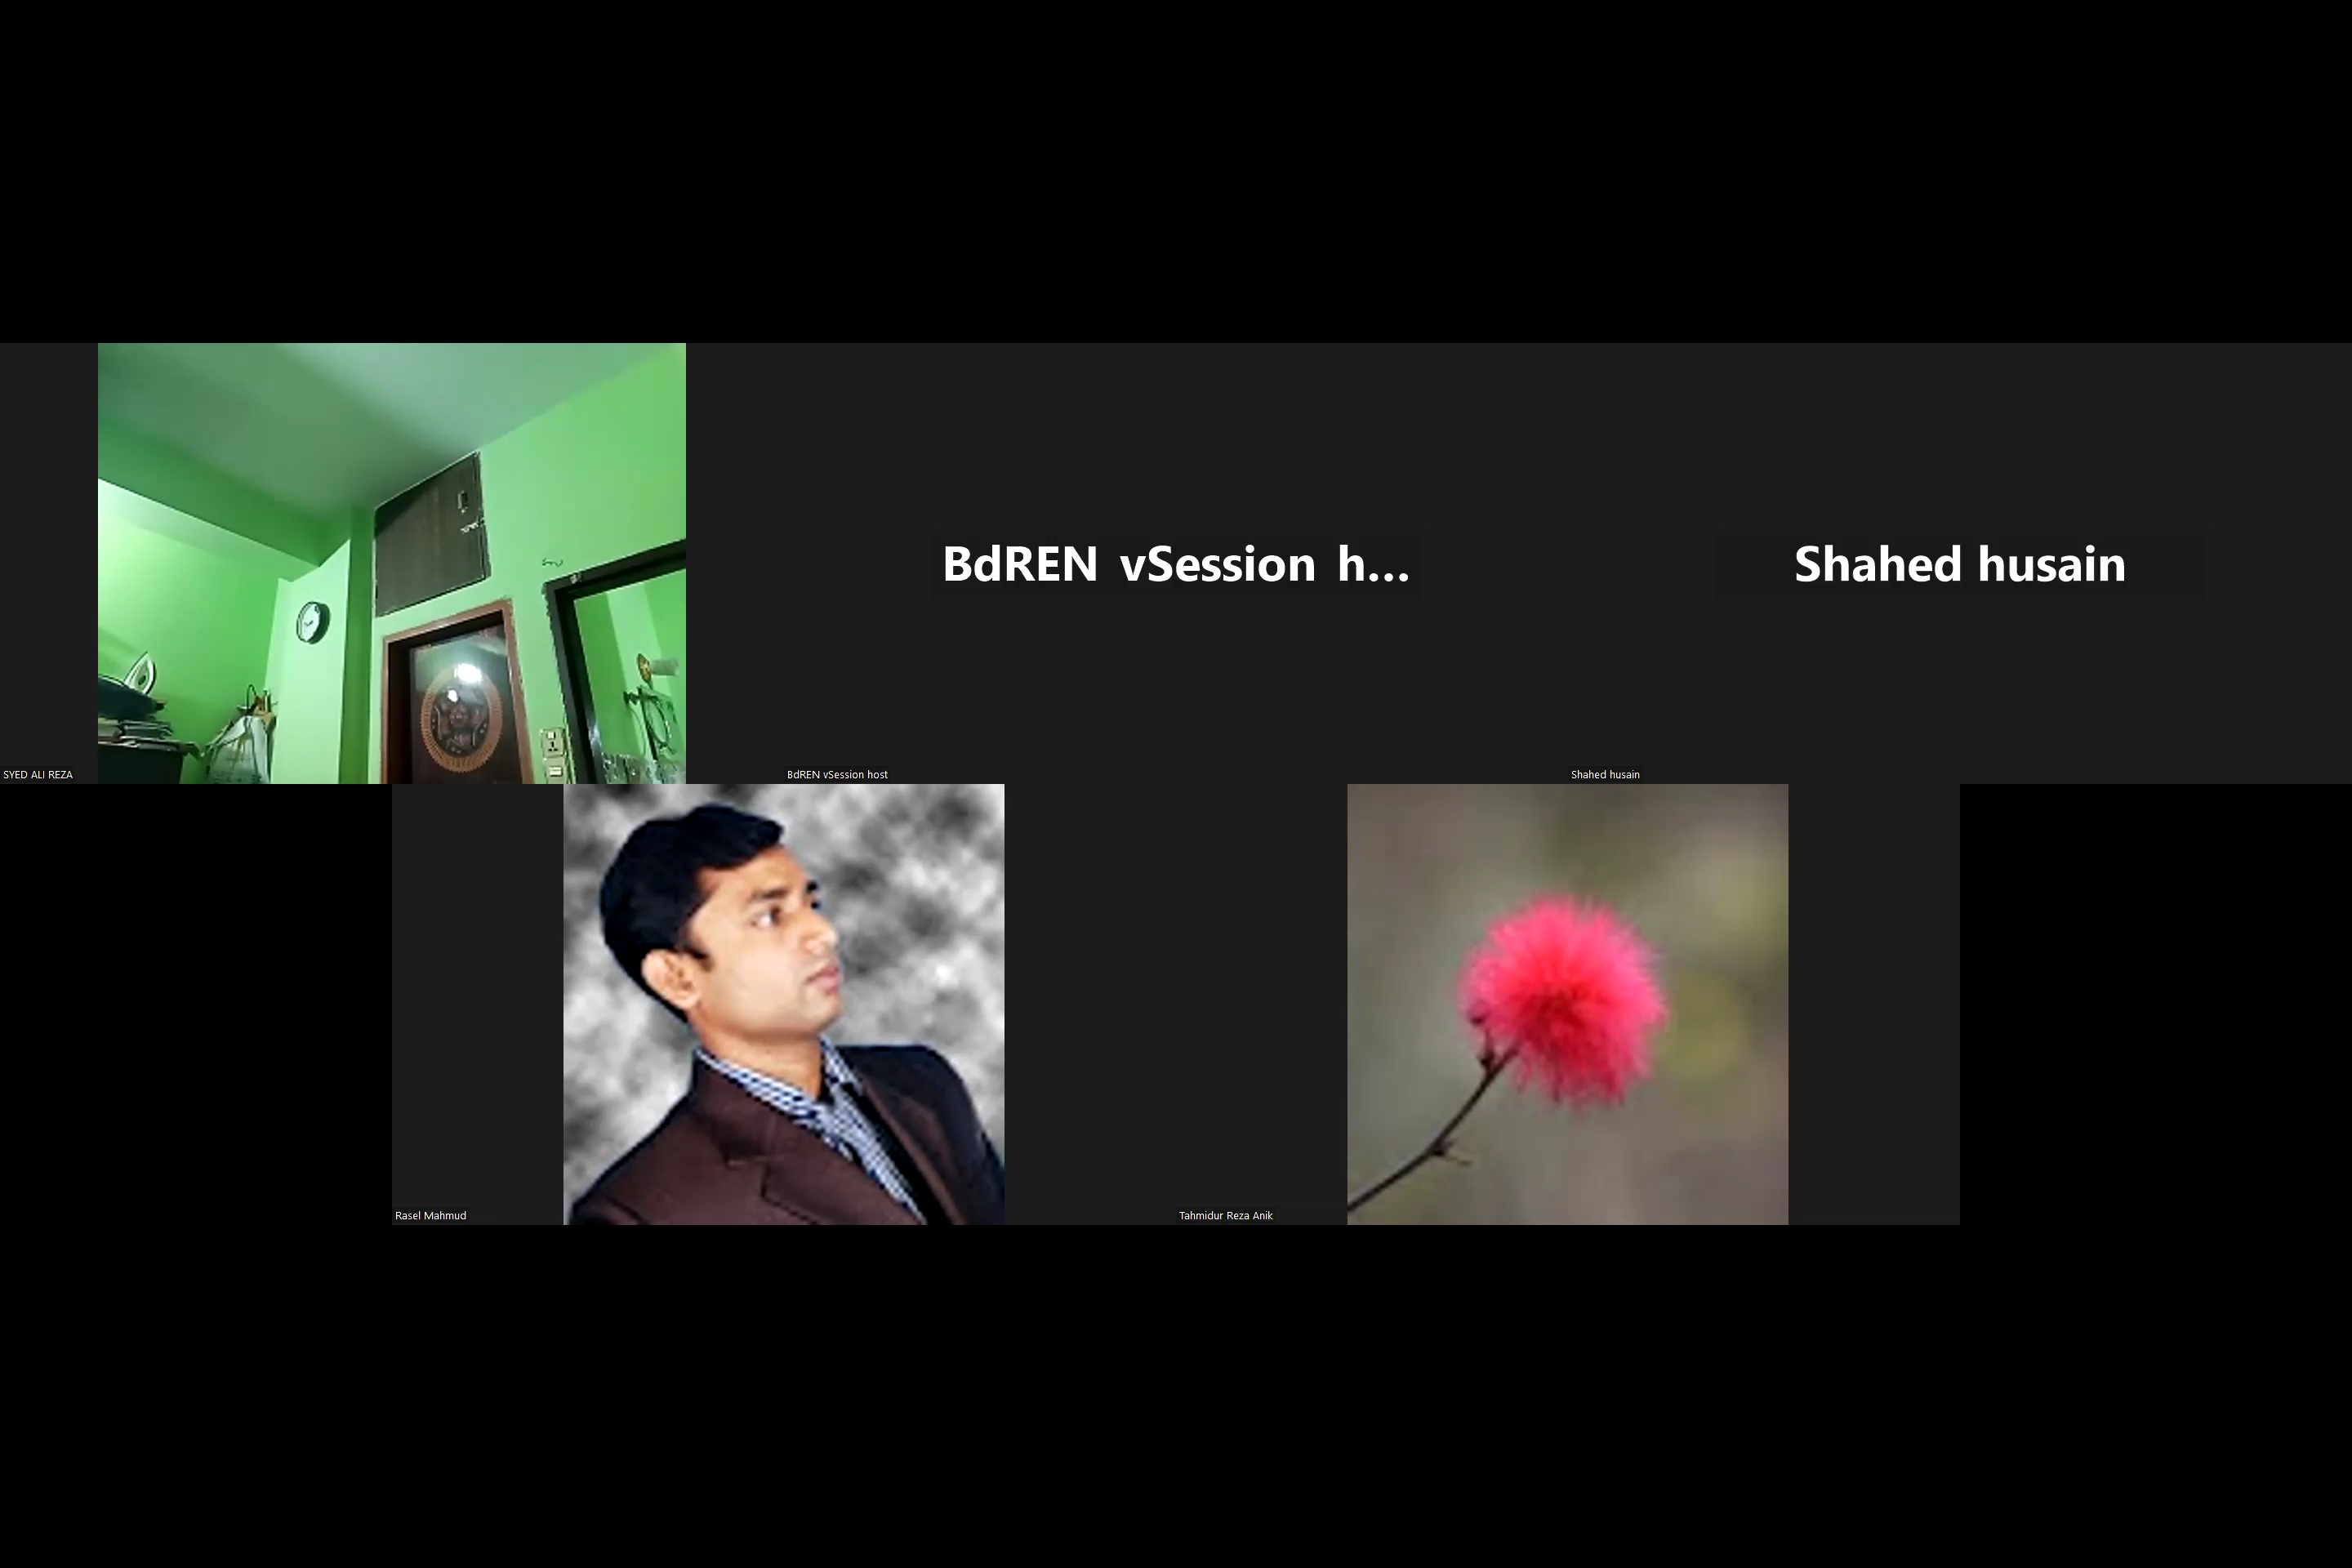 BdREN vSession h...
Shahed husain
SYED ALI REZA
BdREN vSession host
Shahed husain
Rasel Mahmud
Tahmidur Reza Anik